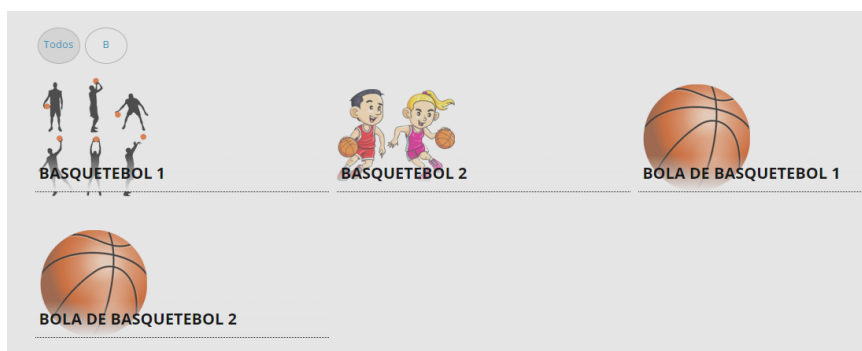 Todos
B
BASQUETEBOL 1
BASQUETEBOL 2
BOLA DE BASQUETEBOL 1
BOLA DE BASQUETEBOL 2